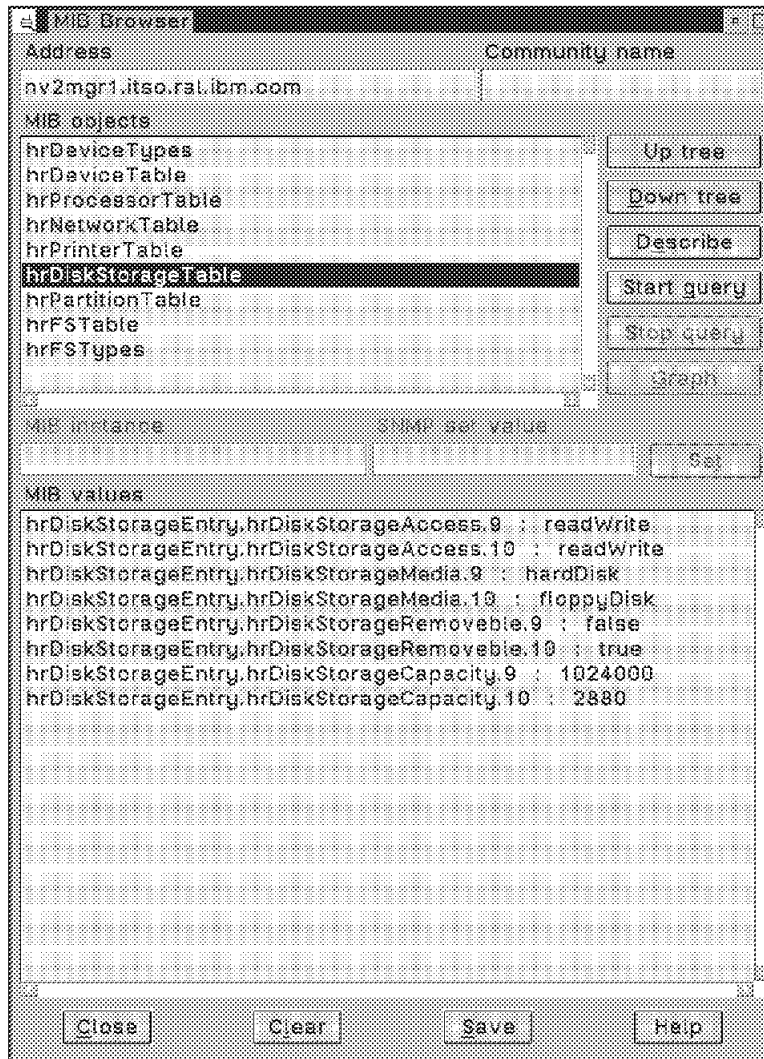 MIB Browser
Address Community name
nv2mgr1.itso.ral.ibm.com
MIB objects
hrDeviceTypes
Up tree
hrDeviceTable
hrProcessorTable
Down tree
hrNetworkTable
hrPrinterTable
Describe
hrDiskStorageTable
hrPartitionTable
Start query
hrFSTable
Stop query
hrFSTypes
Graph
MIB instance SNMP set value
Set
MIB values
hrDiskStorageEntry.hrDiskStorageAccess.9 : readWrite
hrDiskStorageEntry.hrDiskStorageAccess.10 : readWrite
hrDiskStorageEntry.hrDiskStorageMedia.9 : hardDisk
hrDiskStorageEntry.hrDiskStorageMedia.10 : floppyDisk
hrDiskStorageEntry.hrDiskStorageRemoveble.9 : false
hrDiskStorageEntry.hrDiskStorageRemoveble.10 : true
hrDiskStorageEntry.hrDiskStorageCapacity.9 : 1024000
hrDiskStorageEntry.hrDiskStorageCapacity.10 : 2880
Close Clear Save Help